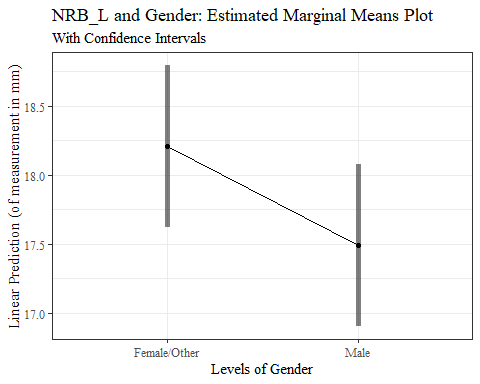 NRB_L and Gender: Estimated Marginal Means Plot
With Confidence Intervals
Linear Prediction (of measurement in mm)
18.5
18.0
17.5
17.0
Female/Other
Male
Levels of Gender